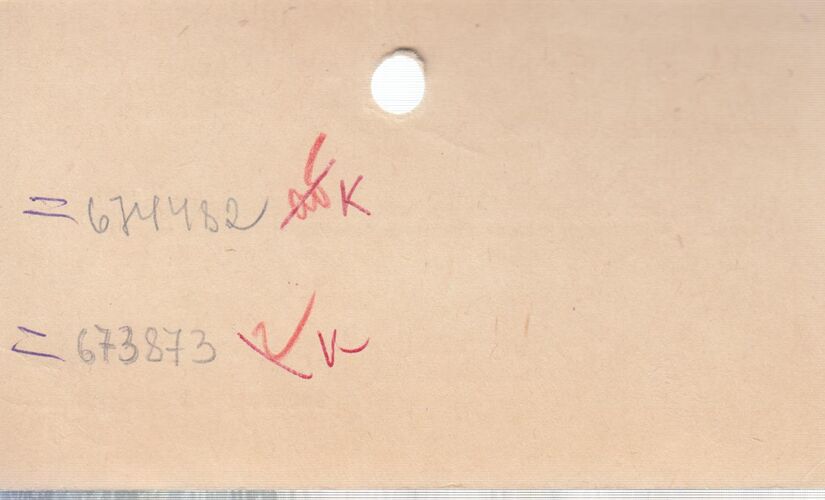 = 674482 K
= 673873 K